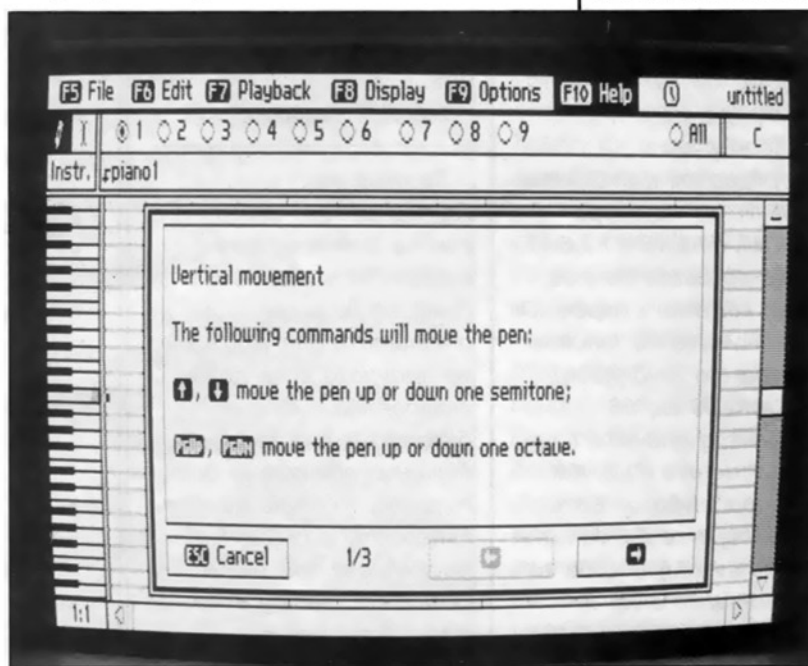 F5 File F6 Edit F7 Playback F8 Display F9 Options F10 Help untitled
1 2 3 4 5 6 7 8 9 All C
Instr. piano1
Vertical movement
The following commands will move the pen:
↑, ↓ move the pen up or down one semitone;
PgUp, PgDn move the pen up or down one octave.
ESC Cancel 1/3 ← →
1:1